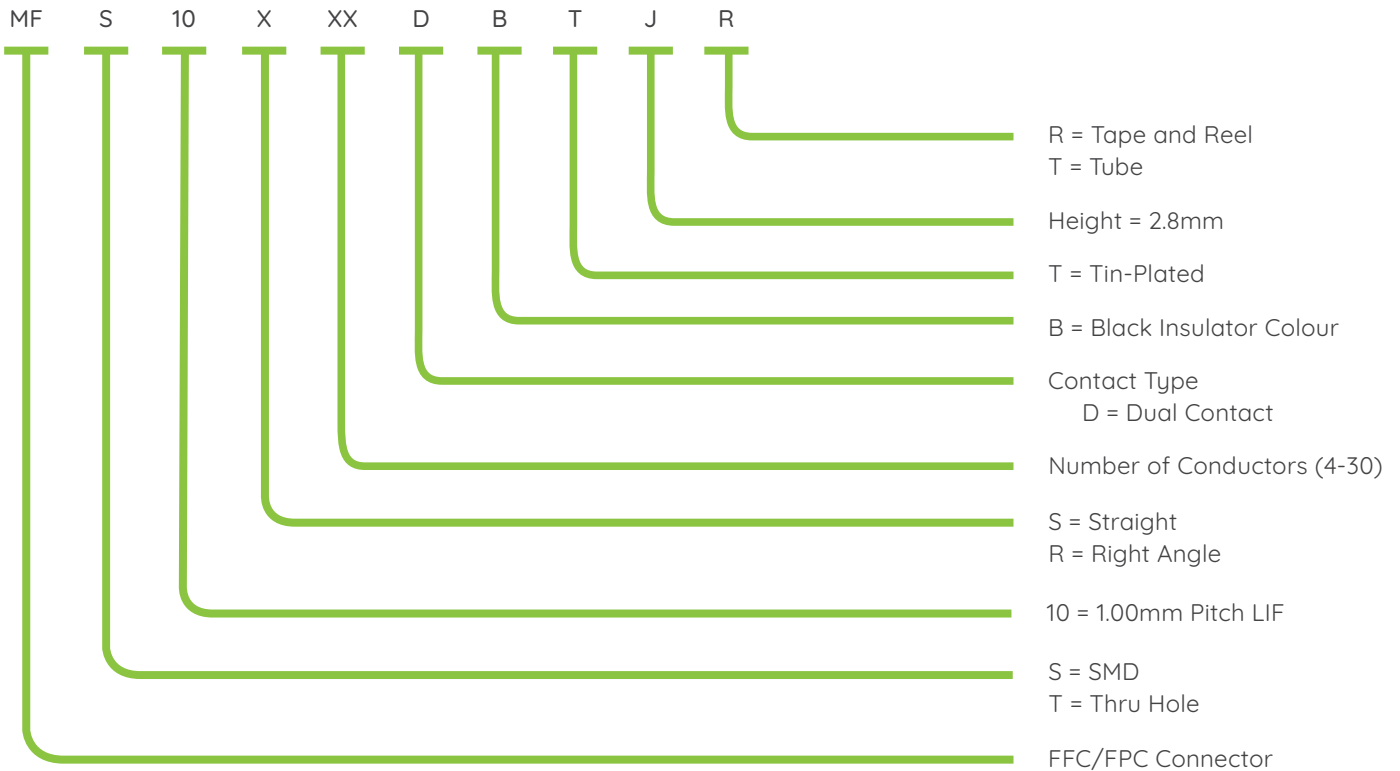 MF S 10 X XX D B T J R
R = Tape and Reel
T = Tube
Height = 2.8mm
T = Tin-Plated
B = Black Insulator Colour
Contact Type
D = Dual Contact
Number of Conductors (4-30)
S = Straight
R = Right Angle
10 = 1.00mm Pitch LIF
S = SMD
T = Thru Hole
FFC/FPC Connector